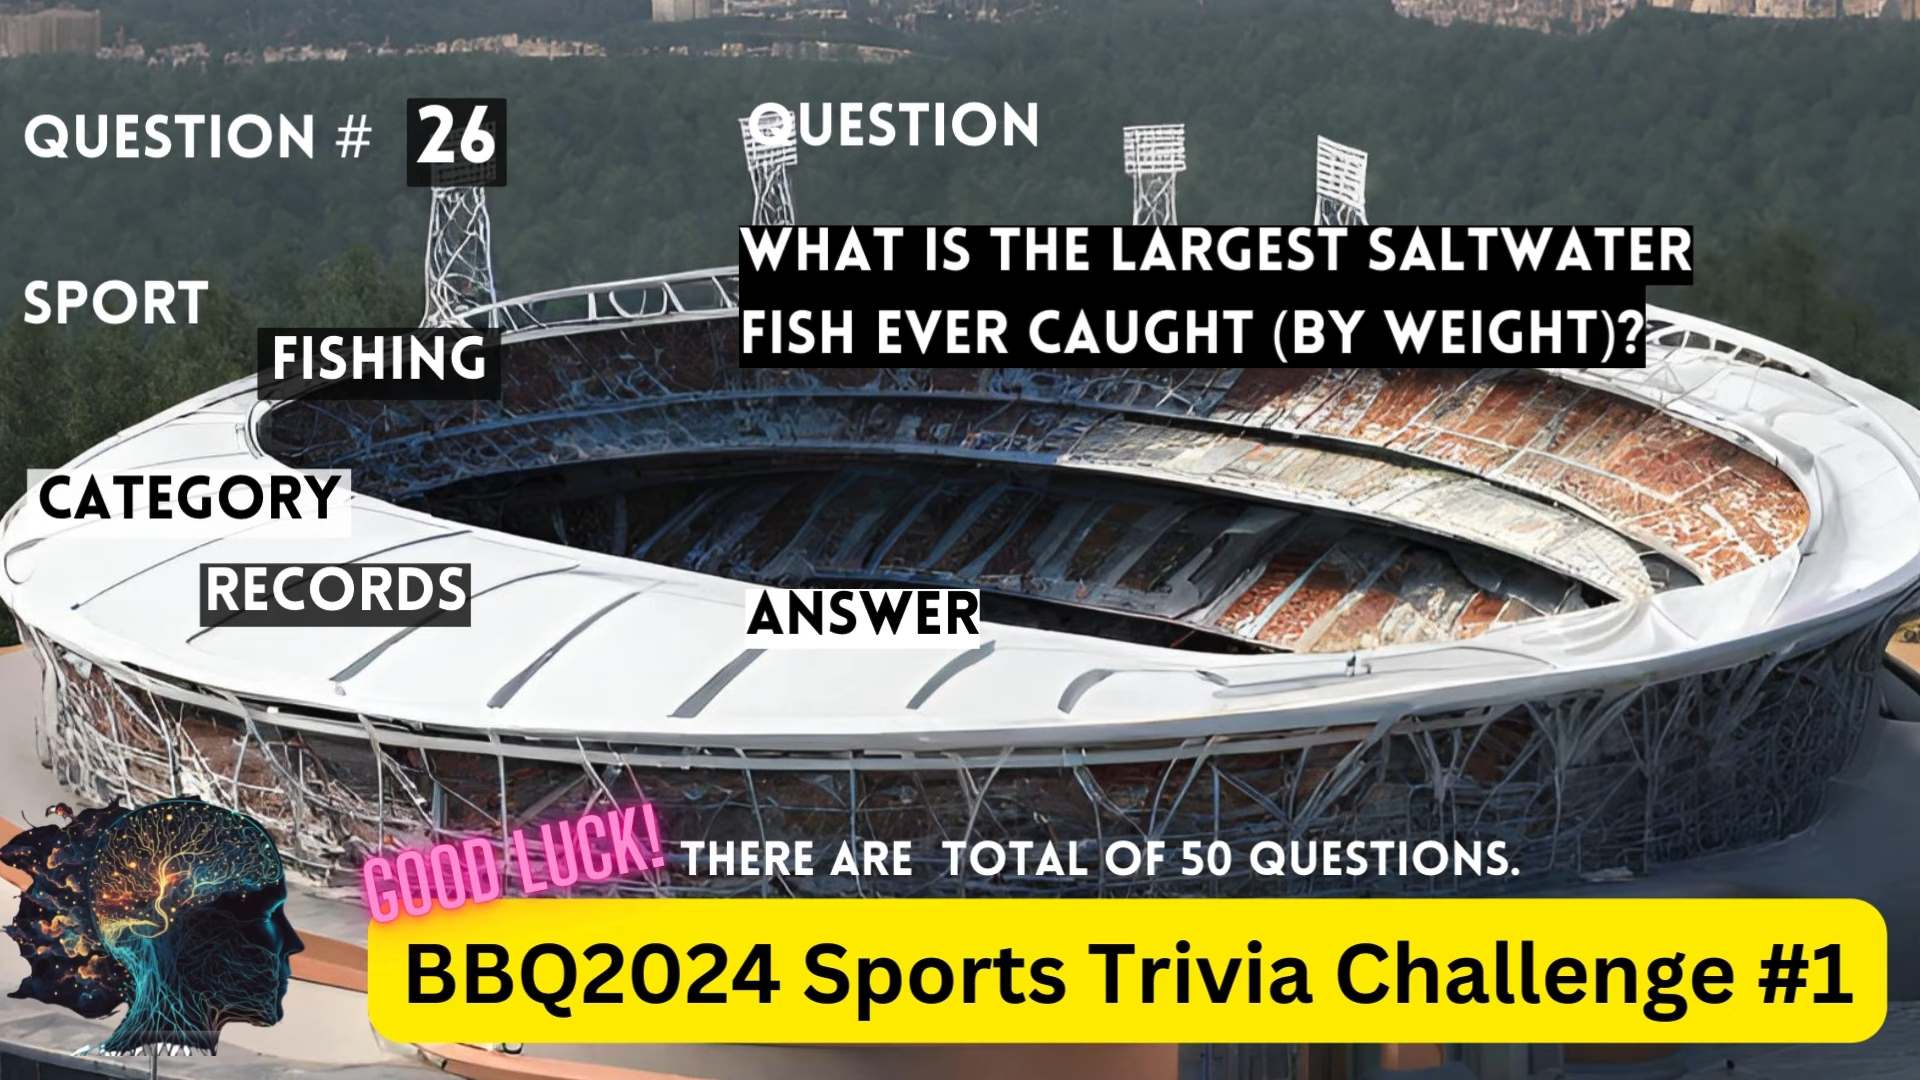 QUESTION # 26
SPORT
FISHING
CATEGORY
RECORDS
QUESTION
WHAT IS THE LARGEST SALTWATER
FISH EVER CAUGHT (BY WEIGHT)?
ANSWER
GOOD LUCK!
THERE ARE TOTAL OF 50 QUESTIONS.
BBQ2024 Sports Trivia Challenge #1